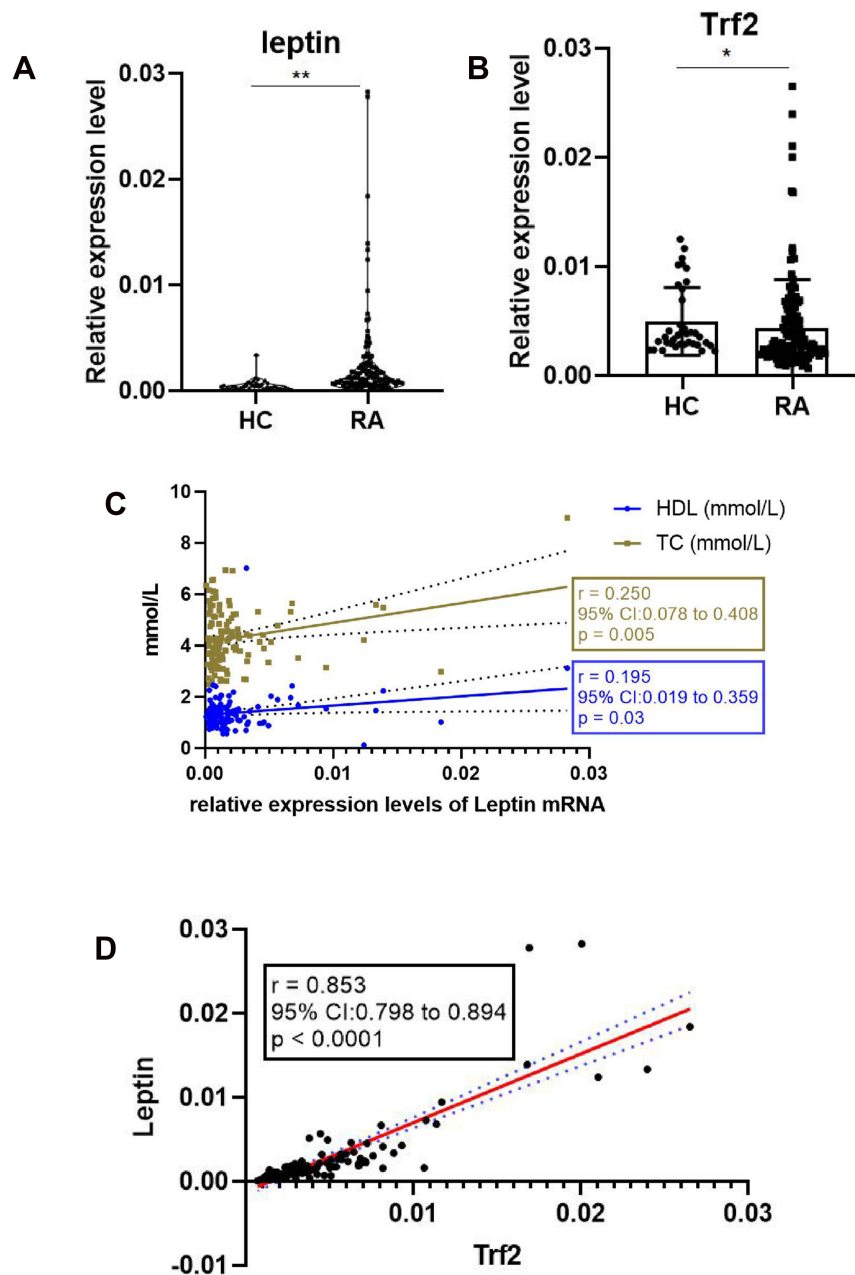 A
leptin
**
Relative expression level
0.03
0.02
0.01
0.00
HC
RA
B
Trf2
*
Relative expression level
0.03
0.02
0.01
0.00
HC
RA
C
mmol/L
10
8
6
4
2
0
0.00
0.01
0.02
0.03
relative expression levels of Leptin mRNA
HDL (mmol/L)
TC (mmol/L)
r = 0.250
95% CI:0.078 to 0.408
p = 0.005
r = 0.195
95% CI:0.019 to 0.359
p = 0.03
D
Leptin
0.03
0.02
0.01
0.00
-0.01
r = 0.853
95% CI:0.798 to 0.894
p < 0.0001
0.01
0.02
0.03
Trf2